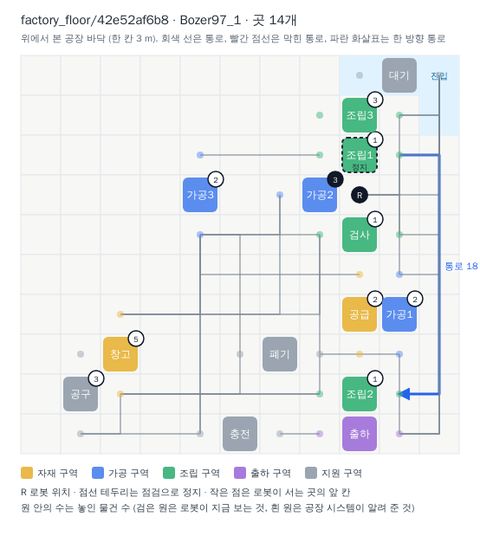 factory_floor/42e52af6b8 · Bozer97_1 · 곳 14개
위에서 본 공장 바닥 (한 칸 3 m). 회색 선은 통로, 빨간 점선은 막힌 통로, 파란 화살표는 한 방향 통로
대기
전립
조립3
3
조립1
1
정지
가공3
2
가공2
3
R
검사
1
통로 18
공급
2
가공1
2
창고
5
폐기
공구
3
조립2
1
충전
출하
자재 구역
가공 구역
조립 구역
출하 구역
지원 구역
R 로봇 위치 · 점선 테두리는 점검으로 정지 · 작은 점은 로봇이 서는 곳의 앞 칸
원 안의 수는 놓인 물건 수 (검은 원은 로봇이 지금 보는 것, 흰 원은 공장 시스템이 알려 준 것)